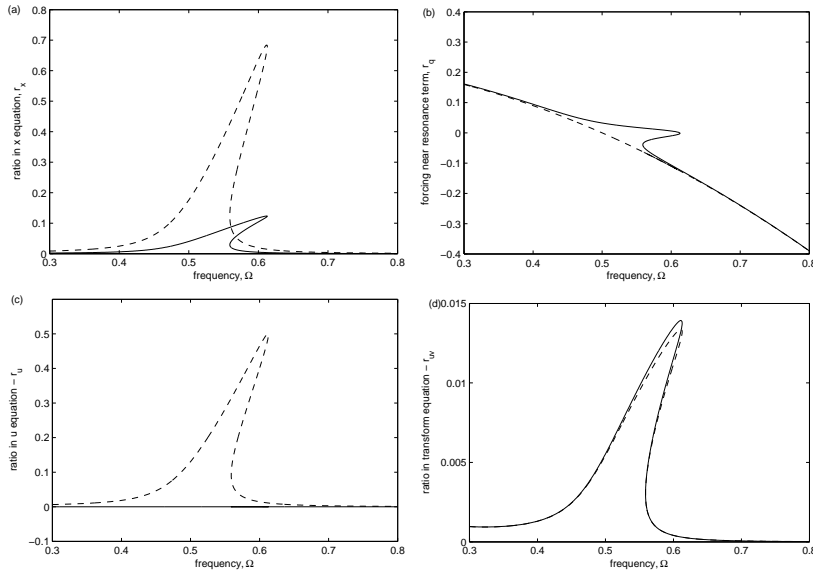 (a)
0.8
0.7
0.6
0.5
0.4
0.3
0.2
0.1
0
ratio in x equation, r_x
0.3 0.4 0.5 0.6 0.7 0.8
frequency, Ω
(b)
0.4
0.3
0.2
0.1
0
−0.1
−0.2
−0.3
−0.4
forcing near resonance term, r_q
0.3 0.4 0.5 0.6 0.7 0.8
frequency, Ω
(c)
0.5
0.4
0.3
0.2
0.1
0
−0.1
ratio in u equation − r_u
0.3 0.4 0.5 0.6 0.7 0.8
frequency, Ω
(d)
0.015
0.01
0.005
0
ratio in transform equation − r_uv
0.3 0.4 0.5 0.6 0.7 0.8
frequency, Ω